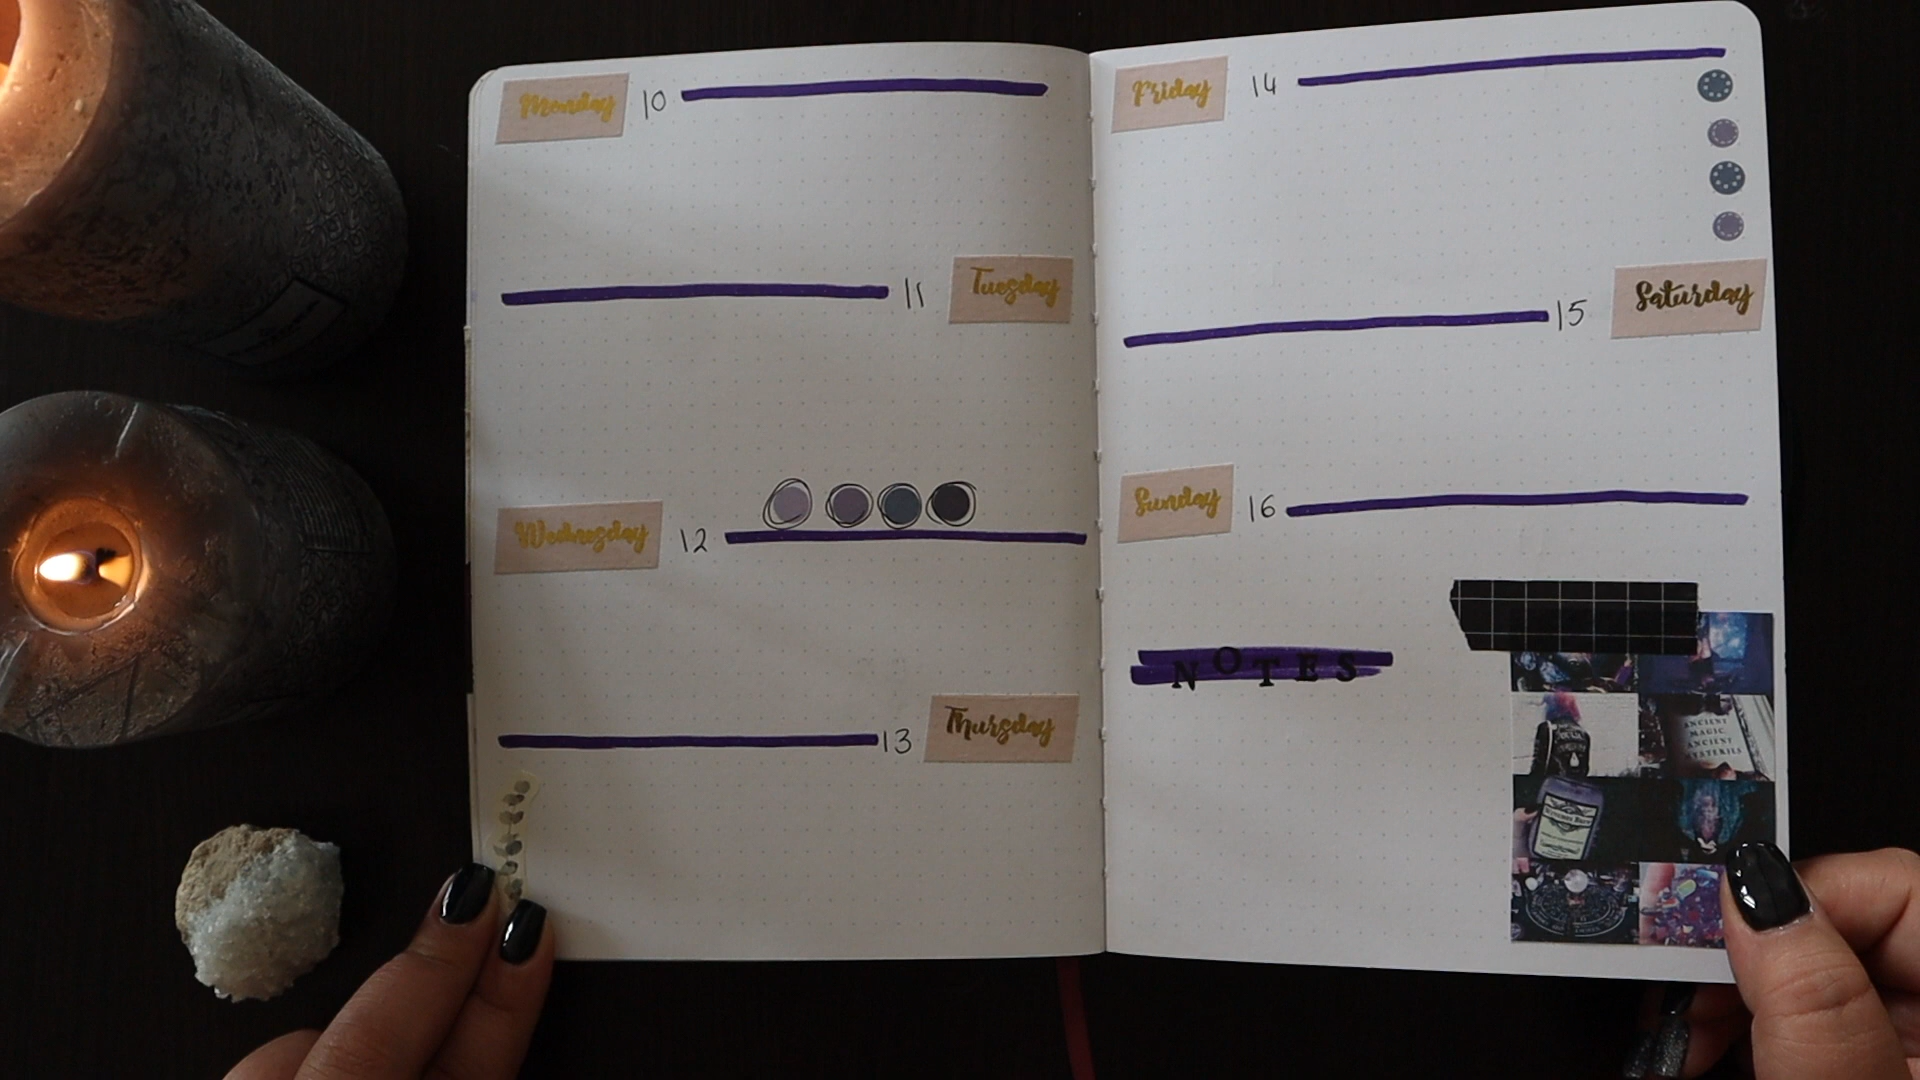 Monday 10
11 Tuesday
Wednesday 12
13 Thursday
Friday 14
15 Saturday
Sunday 16
NOTES
ANCIENT
MAGIC,
ANCIENT
MYSTERIES